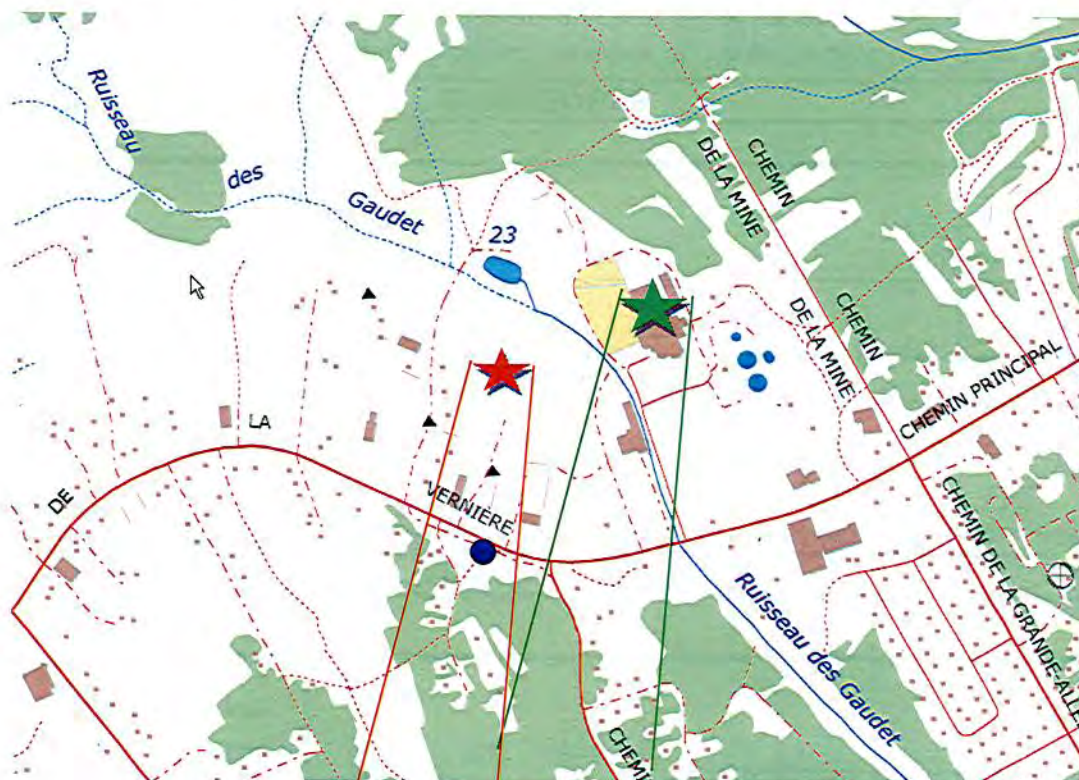 Ruisseau
des
Gaudet
23
CHEMIN
DE LA MINE
CHEMIN
DE LA MINE
CHEMIN PRINCIPAL
LA
DE
VERNIÈRE
CHEMIN DE LA GRANDE-ALLÉ
Ruisseau des Gaudet
CHEMI